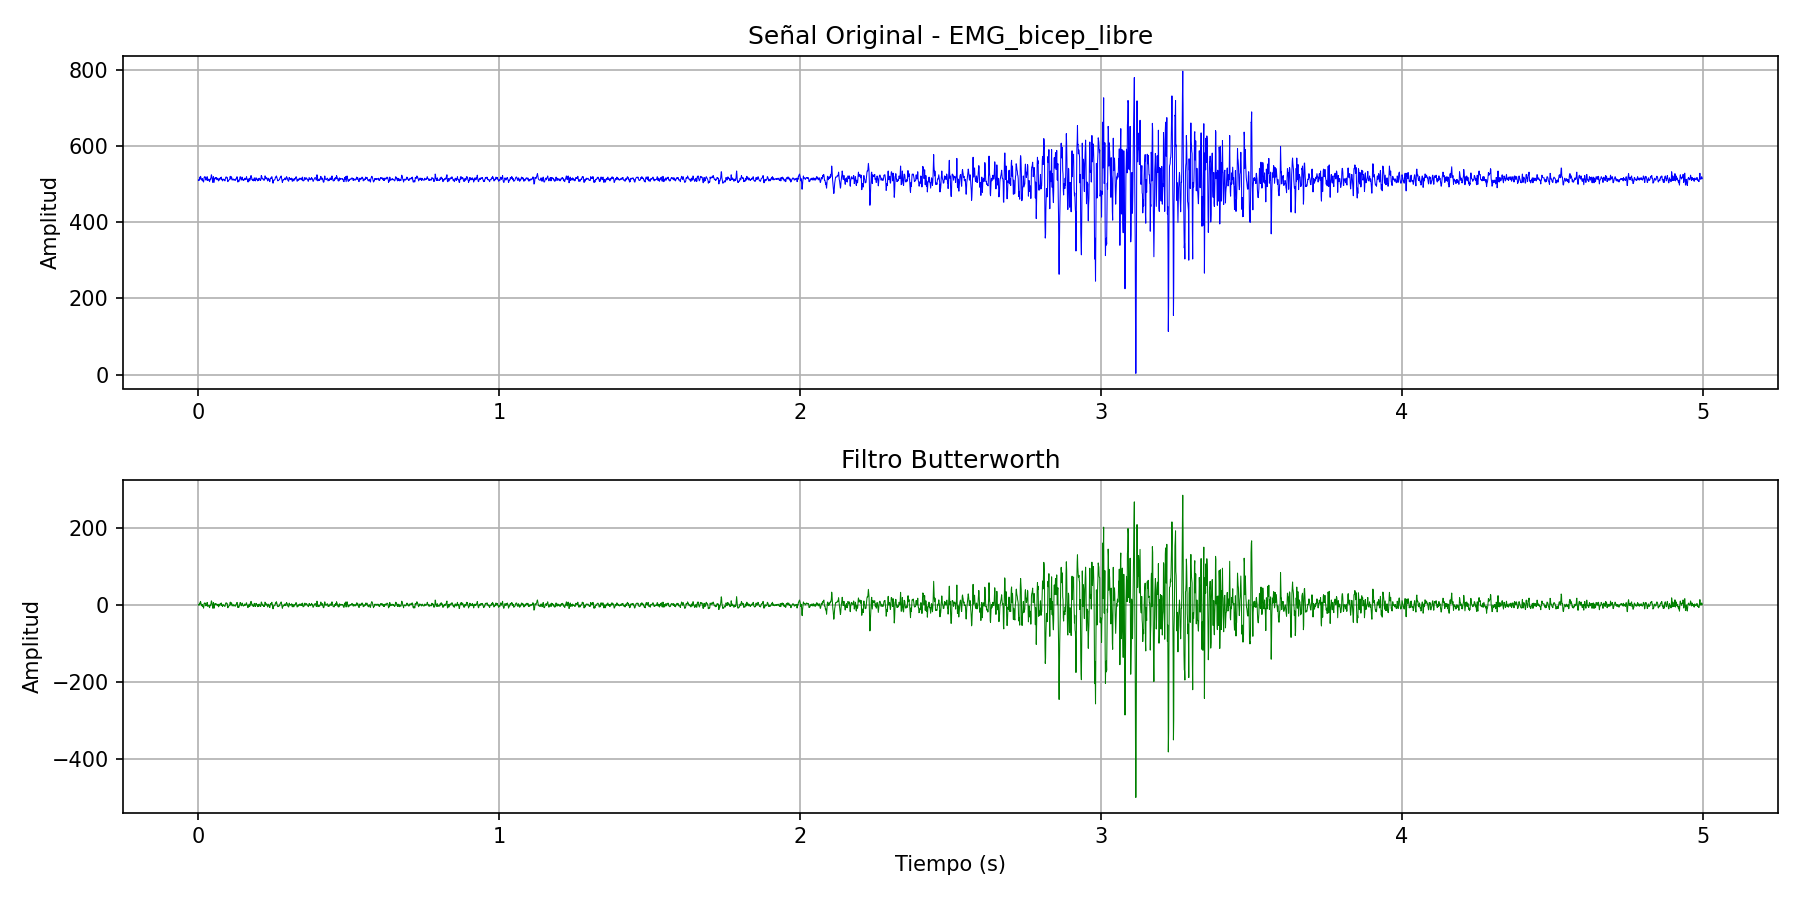 Señal Original - EMG_bicep_libre
Amplitud
800
600
400
200
0
0 1 2 3 4 5
Filtro Butterworth
Amplitud
200
0
−200
−400
0 1 2 3 4 5
Tiempo (s)